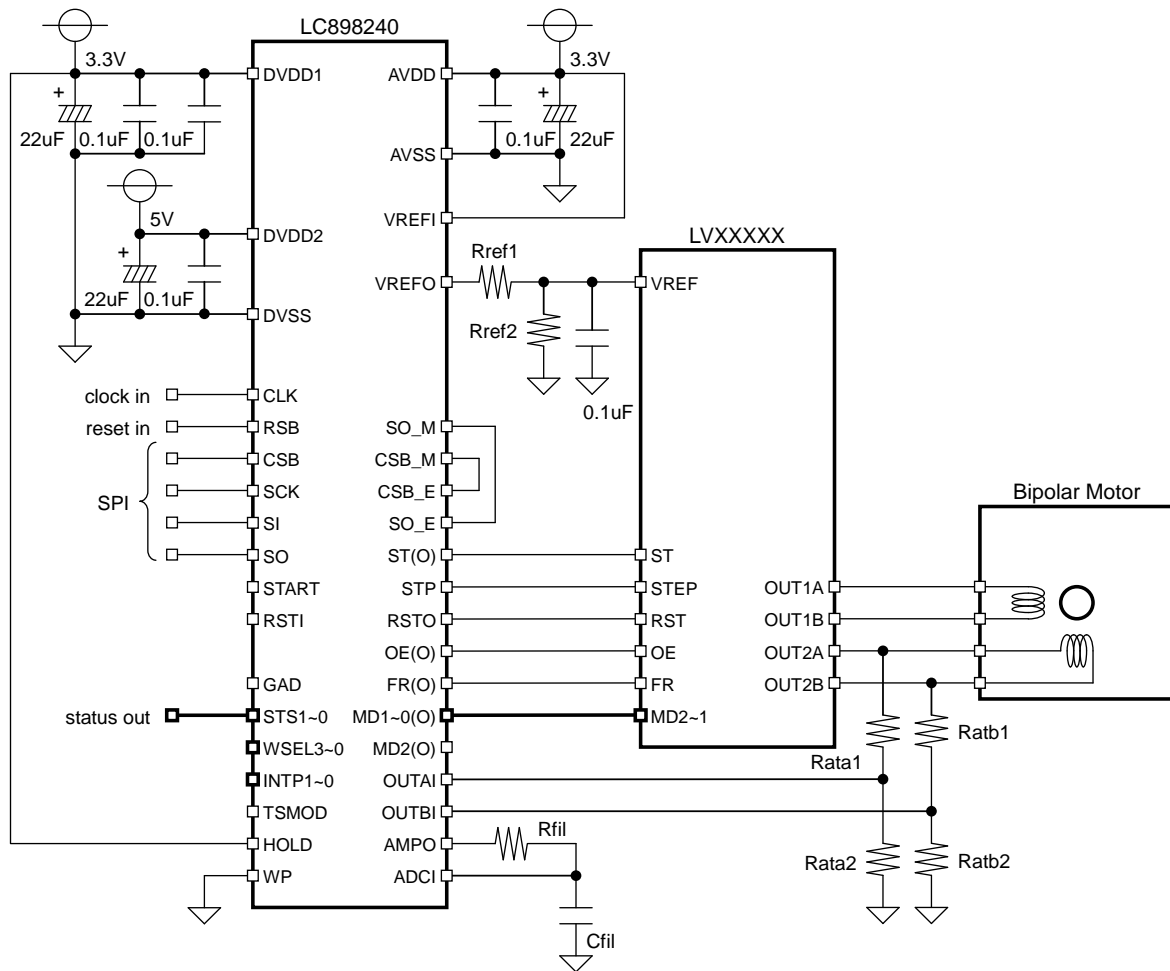 LC898240
3.3V
3.3V
DVDD1
AVDD
+
+
22uF
0.1uF
0.1uF
0.1uF
22uF
AVSS
5V
VREFI
DVDD2
LVXXXXX
+
Rref1
22uF
0.1uF
VREFO
VREF
DVSS
Rref2
0.1uF
clock in
CLK
reset in
RSB
SO_M
CSB
CSB_M
SPI
SCK
CSB_E
Bipolar Motor
SI
SO_E
SO
ST(O)
ST
START
STP
STEP
OUT1A
RSTI
RSTO
RST
OUT1B
OE(O)
OE
OUT2A
GAD
FR(O)
FR
OUT2B
status out
STS1~0
MD1~0(O)
MD2~1
Ratb1
WSEL3~0
MD2(O)
Rata1
INTP1~0
OUTAI
TSMOD
OUTBI
Rfil
HOLD
AMPO
Rata2
Ratb2
WP
ADCI
Cfil